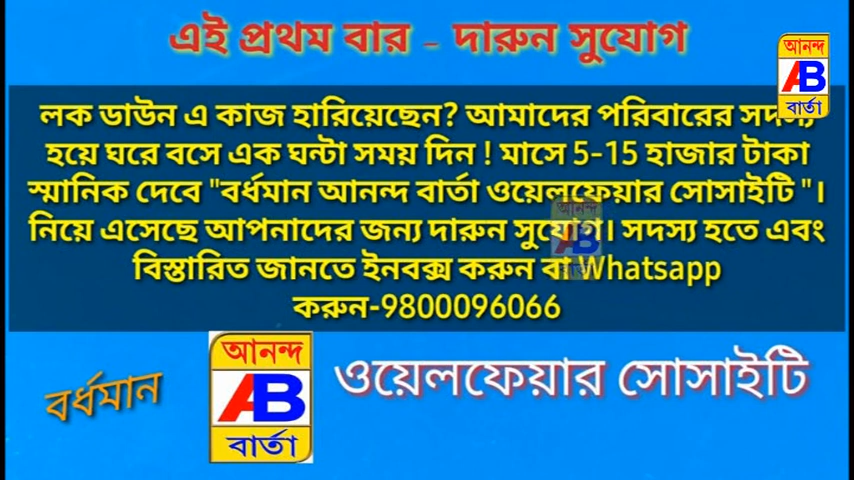 এই প্রথম বার - দারুন সুযোগ
আনন্দ
AB
বার্তা
লক ডাউন এ কাজ হারিয়েছেন? আমাদের পরিবারের সদস্য
হয়ে ঘরে বসে এক ঘন্টা সময় দিন ! মাসে 5-15 হাজার টাকা
স্মানিক দেবে "বর্ধমান আনন্দ বার্তা ওয়েলফেয়ার সোসাইটি "।
নিয়ে এসেছে আপনাদের জন্য দারুন সুযোগ। সদস্য হতে এবং
বিস্তারিত জানতে ইনবক্স করুন বা Whatsapp
করুন-9800096066
আনন্দ
AB
বার্তা
বর্ধমান
আনন্দ
AB
বার্তা
ওয়েলফেয়ার সোসাইটি